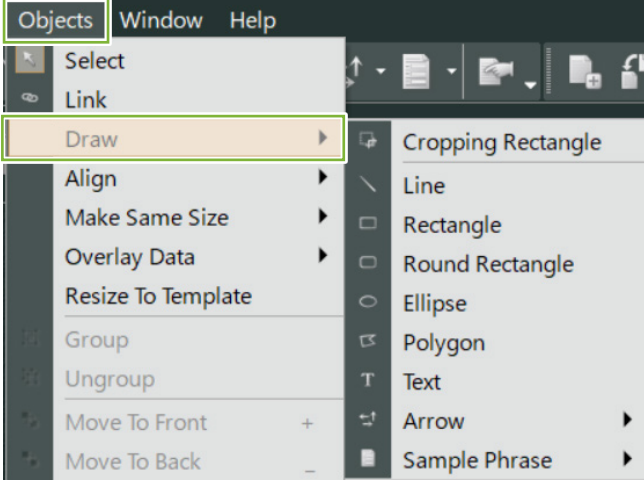 Objects Window Help
Select
Link
Draw
Align
Make Same Size
Overlay Data
Resize To Template
Group
Ungroup
Move To Front +
Move To Back _
Cropping Rectangle
Line
Rectangle
Round Rectangle
Ellipse
Polygon
T Text
Arrow
Sample Phrase